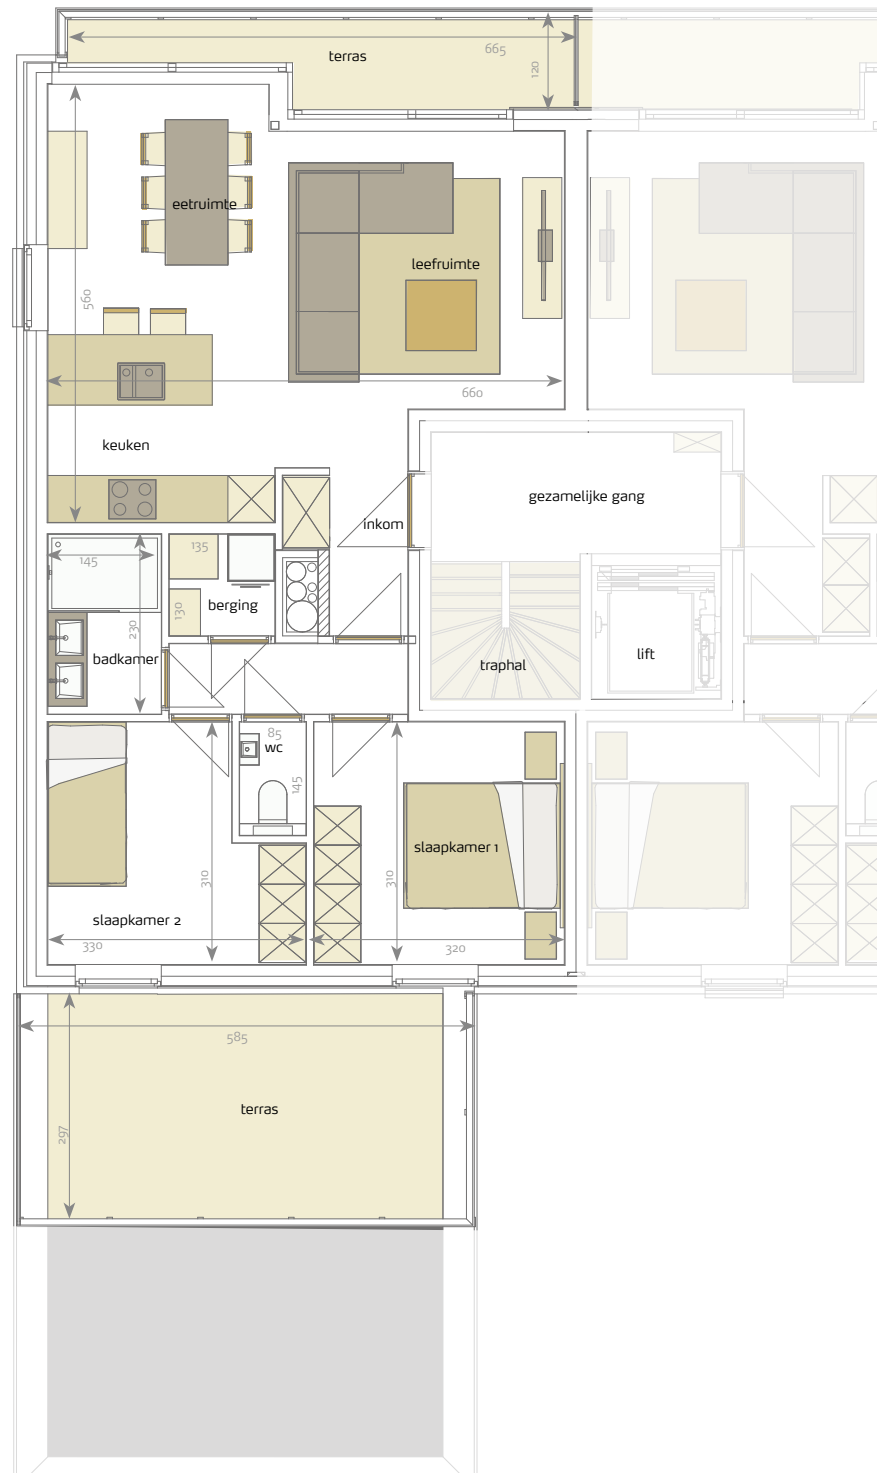 terras
665
120
eetruimte
leefruimte
560
660
keuken
gezamelijke gang
inkom
145
135
130
berging
230
badkamer
traphal
lift
85
wc
145
310
slaapkamer 1
310
slaapkamer 2
330
320
585
terras
297